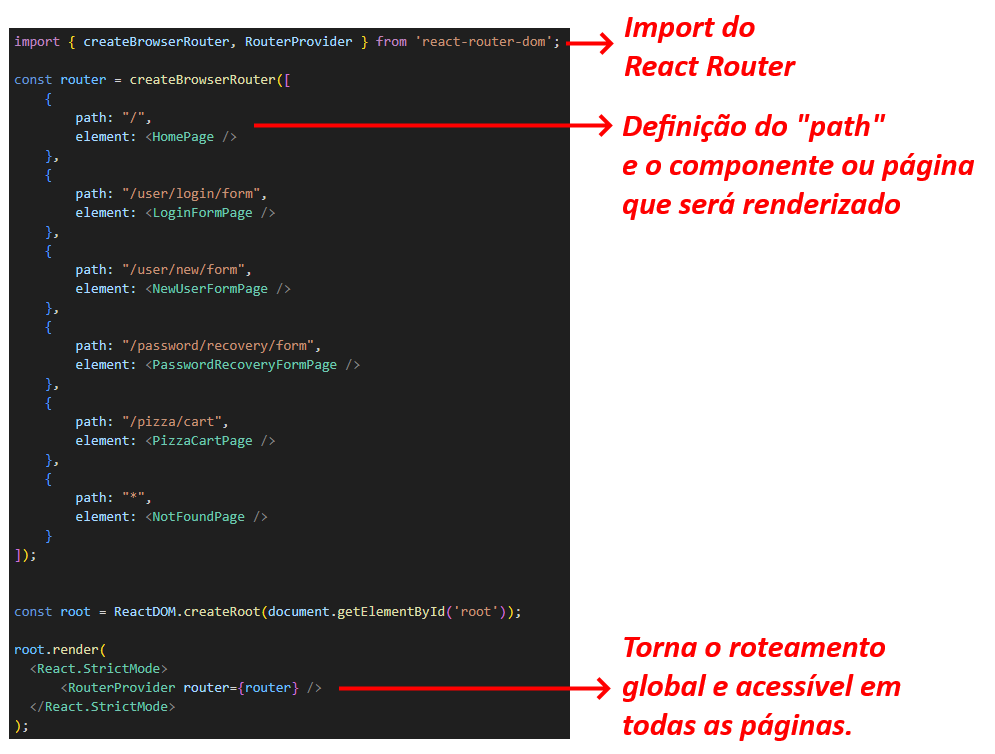 import { createBrowserRouter, RouterProvider } from 'react-router-dom';
Import do
React Router
const router = createBrowserRouter([
{
path: "/",
element: <HomePage />
},
Definição do "path"
e o componente ou página
que será renderizado
{
path: "/user/login/form",
element: <LoginFormPage />
},
{
path: "/user/new/form",
element: <NewUserFormPage />
},
{
path: "/password/recovery/form",
element: <PasswordRecoveryFormPage />
},
{
path: "/pizza/cart",
element: <PizzaCartPage />
},
{
path: "*",
element: <NotFoundPage />
}
]);
const root = ReactDOM.createRoot(document.getElementById('root'));
root.render(
<React.StrictMode>
<RouterProvider router={router} />
</React.StrictMode>
);
Torna o roteamento
global e acessível em
todas as páginas.